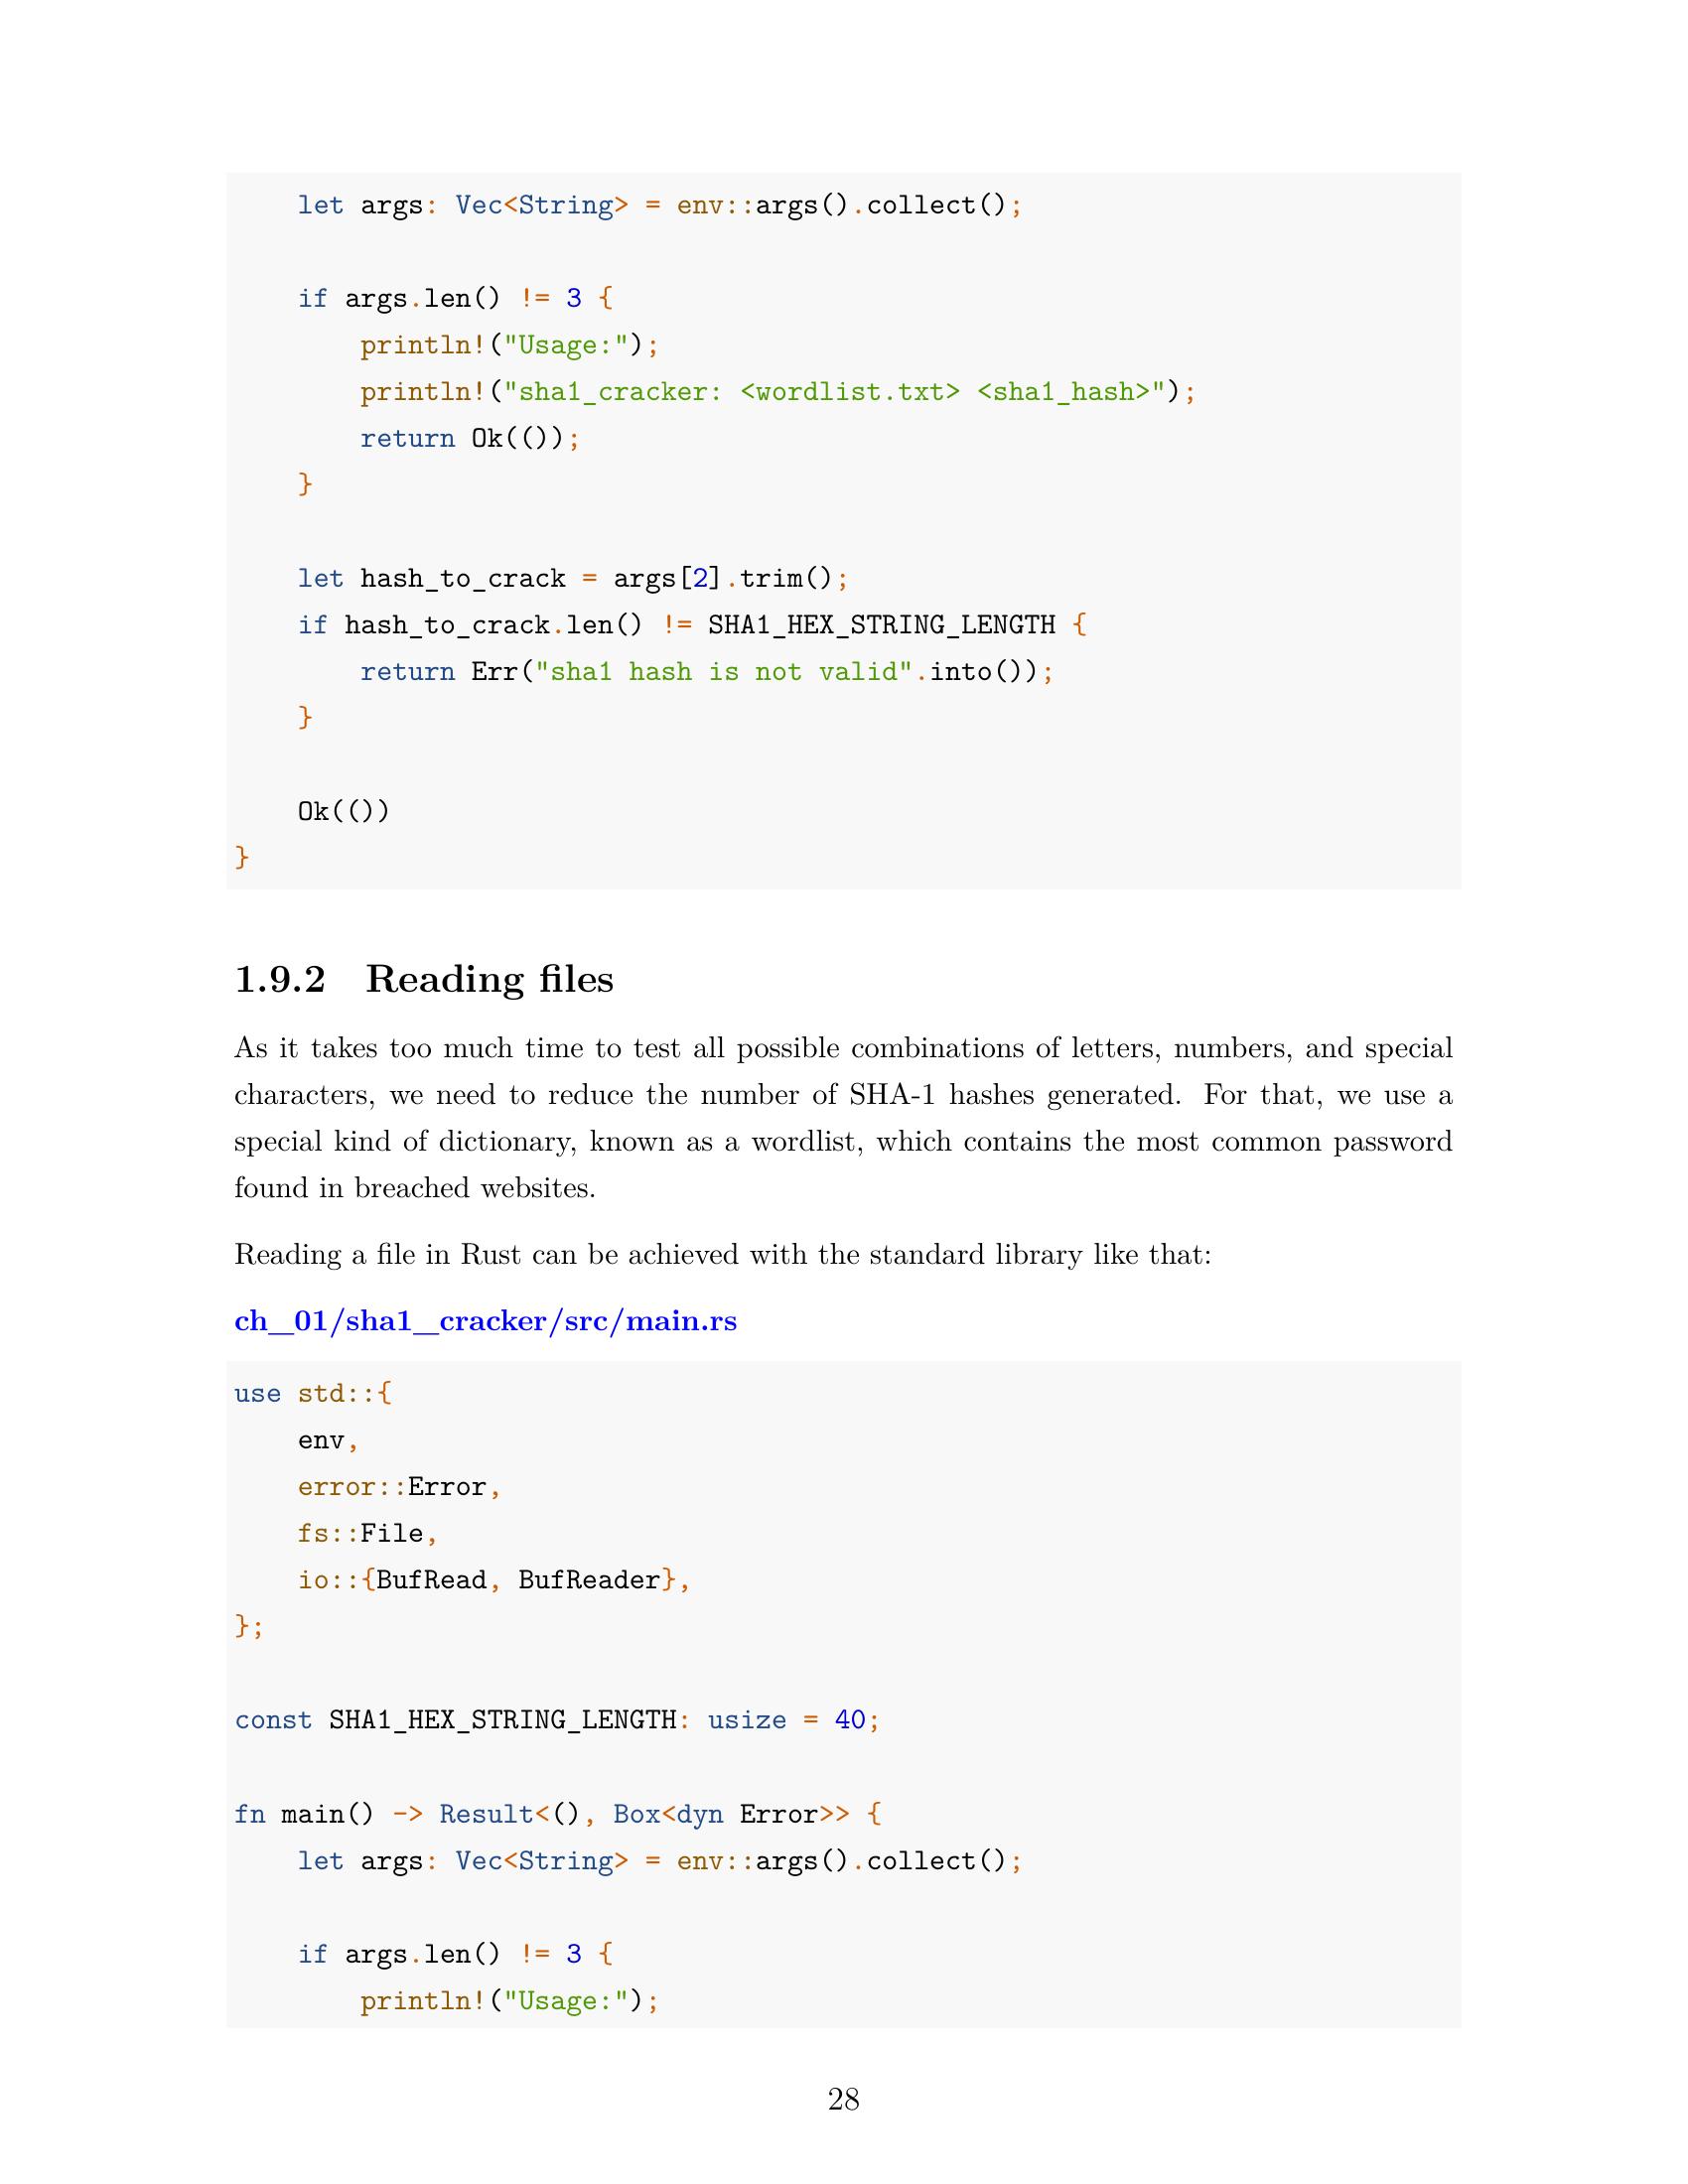 let args: Vec<String> = env::args().collect();

    if args.len() != 3 {
        println!("Usage:");
        println!("sha1_cracker: <wordlist.txt> <sha1_hash>");
        return Ok(());
    }

    let hash_to_crack = args[2].trim();
    if hash_to_crack.len() != SHA1_HEX_STRING_LENGTH {
        return Err("sha1 hash is not valid".into());
    }

    Ok(())
}

1.9.2 Reading files
As it takes too much time to test all possible combinations of letters, numbers, and special
characters, we need to reduce the number of SHA-1 hashes generated. For that, we use a
special kind of dictionary, known as a wordlist, which contains the most common password
found in breached websites.
Reading a file in Rust can be achieved with the standard library like that:
ch_01/sha1_cracker/src/main.rs
use std::{
    env,
    error::Error,
    fs::File,
    io::{BufRead, BufReader},
};

const SHA1_HEX_STRING_LENGTH: usize = 40;

fn main() -> Result<(), Box<dyn Error>> {
    let args: Vec<String> = env::args().collect();

    if args.len() != 3 {
        println!("Usage:");
28